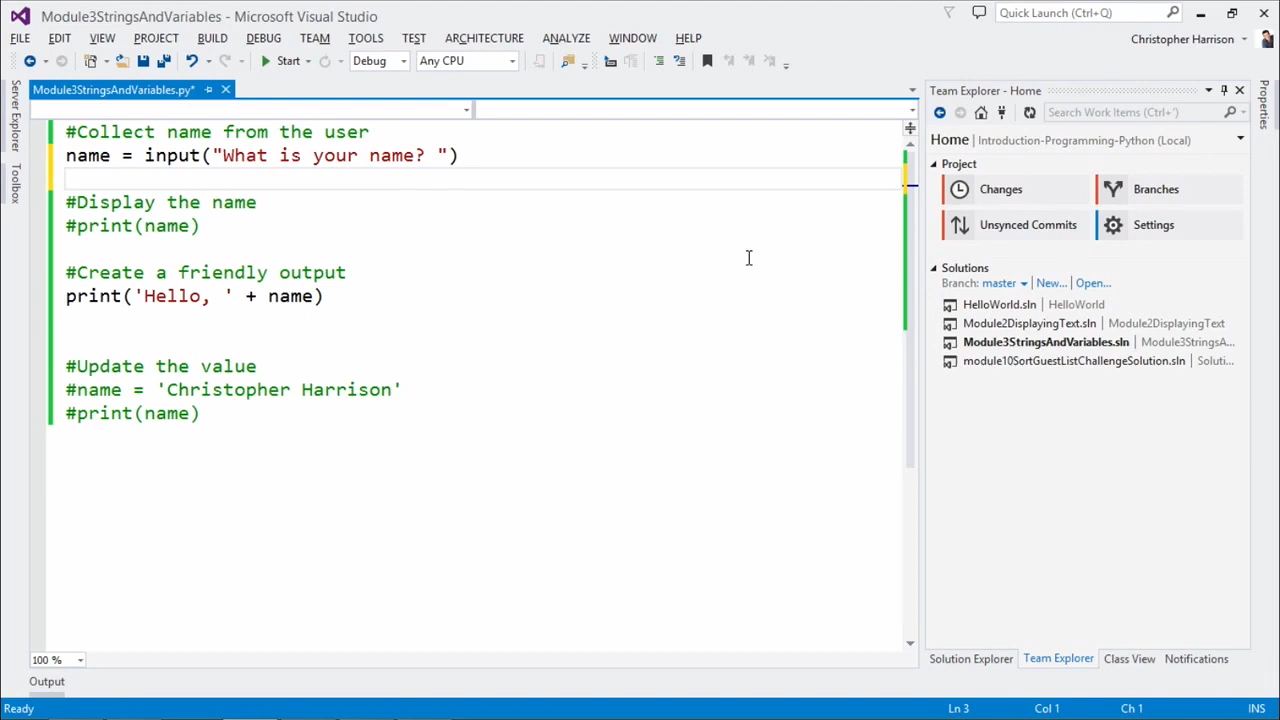 Module3StringsAndVariables - Microsoft Visual Studio
Quick Launch (Ctrl+Q)
FILE EDIT VIEW PROJECT BUILD DEBUG TEAM TOOLS TEST ARCHITECTURE ANALYZE WINDOW HELP
Christopher Harrison
Start Debug Any CPU
Server Explorer
Toolbox
Module3StringsAndVariables.py*
#Collect name from the user
name = input("What is your name? ")
#Display the name
#print(name)
#Create a friendly output
print('Hello, ' + name)
#Update the value
#name = 'Christopher Harrison'
#print(name)
100 %
Output
Team Explorer - Home
Search Work Items (Ctrl+')
Home Introduction-Programming-Python (Local)
Project
Changes Branches
Unsynced Commits Settings
Solutions
Branch: master New... Open...
HelloWorld.sln HelloWorld
Module2DisplayingText.sln Module2DisplayingText
Module3StringsAndVariables.sln Module3StringsA...
module10SortGuestListChallengeSolution.sln Soluti...
Solution Explorer Team Explorer Class View Notifications
Properties
Ready Ln 3 Col 1 Ch 1 INS